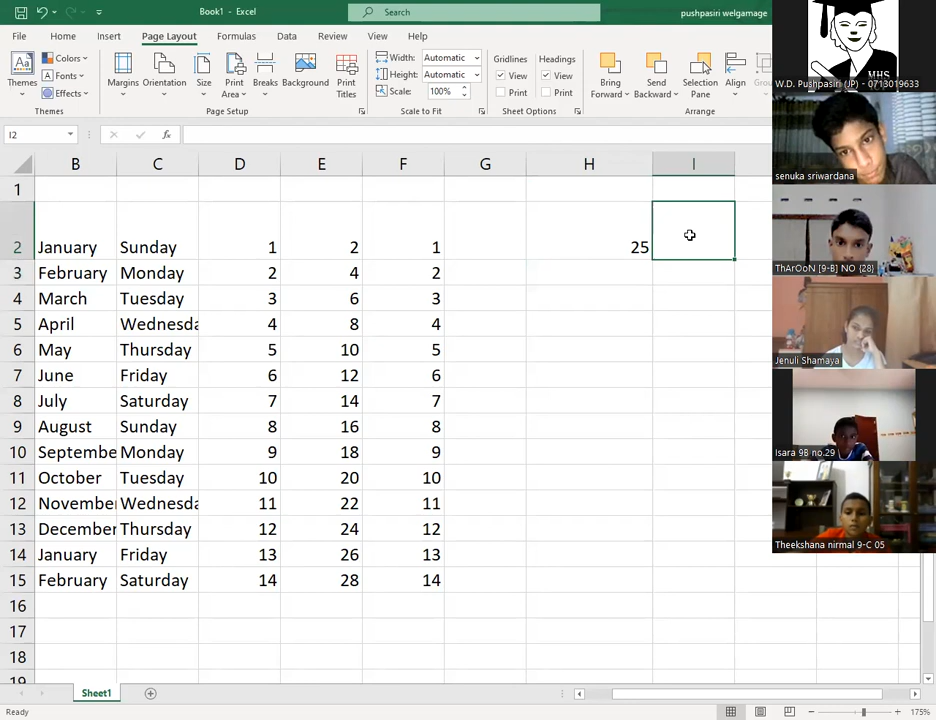 Book1 - Excel
Search
pushpasiri welgamage
File Home Insert Page Layout Formulas Data Review View Help
Themes
Colors
Fonts
Effects
Themes
Margins
Orientation
Size
Print Area
Breaks
Background
Print Titles
Page Setup
Width: Automatic
Height: Automatic
Scale: 100%
Scale to Fit
Gridlines
View
Print
Headings
View
Print
Sheet Options
Bring Forward
Send Backward
Selection Pane
Align
Arrange
I2
fx
B C D E F G H I
1
2 January Sunday 1 2 1 25
3 February Monday 2 4 2
4 March Tuesday 3 6 3
5 April Wednesda 4 8 4
6 May Thursday 5 10 5
7 June Friday 6 12 6
8 July Saturday 7 14 7
9 August Sunday 8 16 8
10 Septembe Monday 9 18 9
11 October Tuesday 10 20 10
12 November Wednesda 11 22 11
13 December Thursday 12 24 12
14 January Friday 13 26 13
15 February Saturday 14 28 14
16
17
18
Sheet1
175%
MHS
W.D. Pushpasiri (JP) - 0713019633
senuka sriwardana
ThArOoN [9-B] NO {28}
Jenuli Shamaya
Isara 9B no.29
Theekshana nirmal 9-C 05